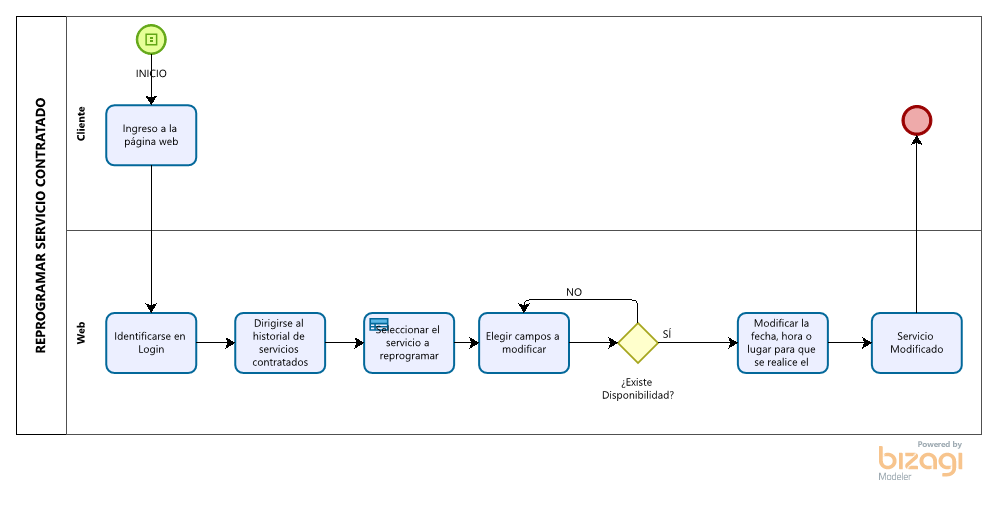 REPROGRAMAR SERVICIO CONTRATADO
Cliente
INICIO
Ingreso a la
página web
Web
Identificarse en
Login
Dirigirse al
historial de
servicios
contratados
Seleccionar el
servicio a
reprogramar
Elegir campos a
modificar
NO
¿Existe
Disponibilidad?
SÍ
Modificar la
fecha, hora o
lugar para que
se realice el
Servicio
Modificado
Powered by
bizagi
Modeler